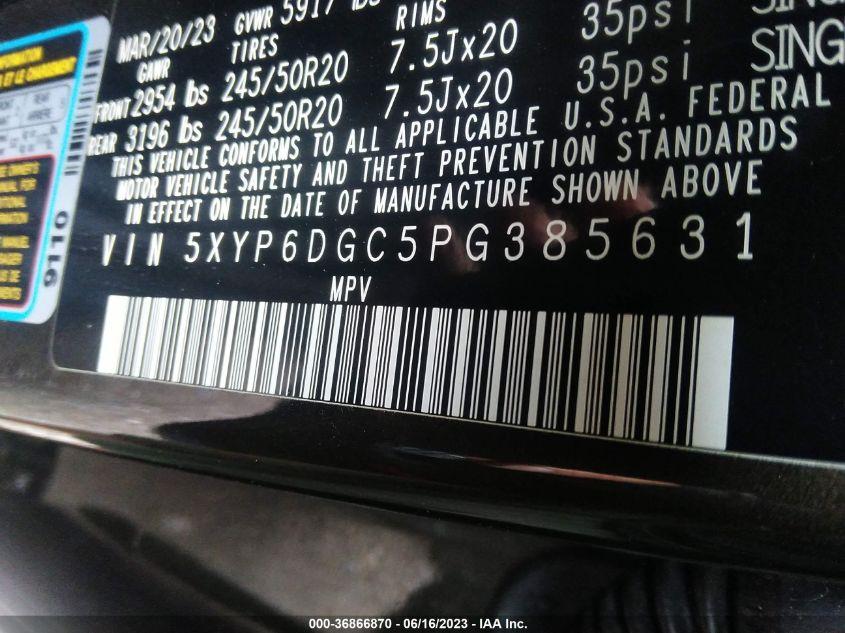 MAR/20/23 GVWR 5917 lbs
GAWR TIRES RIMS
FRONT 2954 lbs 245/50R20 7.5Jx20 35psi SING
REAR 3196 lbs 245/50R20 7.5Jx20 35psi SING
THIS VEHICLE CONFORMS TO ALL APPLICABLE U.S.A. FEDERAL
MOTOR VEHICLE SAFETY AND THEFT PREVENTION STANDARDS
IN EFFECT ON THE DATE OF MANUFACTURE SHOWN ABOVE
VIN 5XYP6DGC5PG385631
MPV
9110
000-36866870 - 06/16/2023 - IAA Inc.